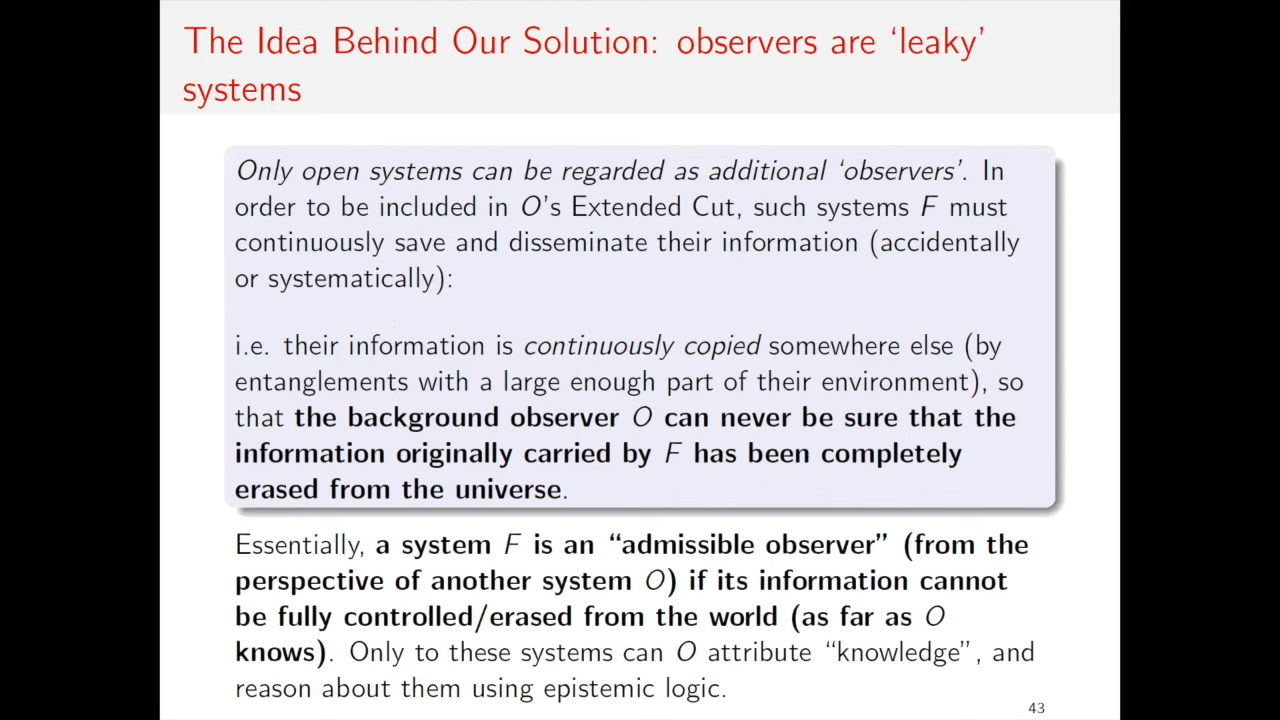 The Idea Behind Our Solution: observers are ‘leaky’
systems
Only open systems can be regarded as additional ‘observers’. In
order to be included in O’s Extended Cut, such systems F must
continuously save and disseminate their information (accidentally
or systematically):
i.e. their information is continuously copied somewhere else (by
entanglements with a large enough part of their environment), so
that the background observer O can never be sure that the
information originally carried by F has been completely
erased from the universe.
Essentially, a system F is an “admissible observer” (from the
perspective of another system O) if its information cannot
be fully controlled/erased from the world (as far as O
knows). Only to these systems can O attribute “knowledge”, and
reason about them using epistemic logic.
43